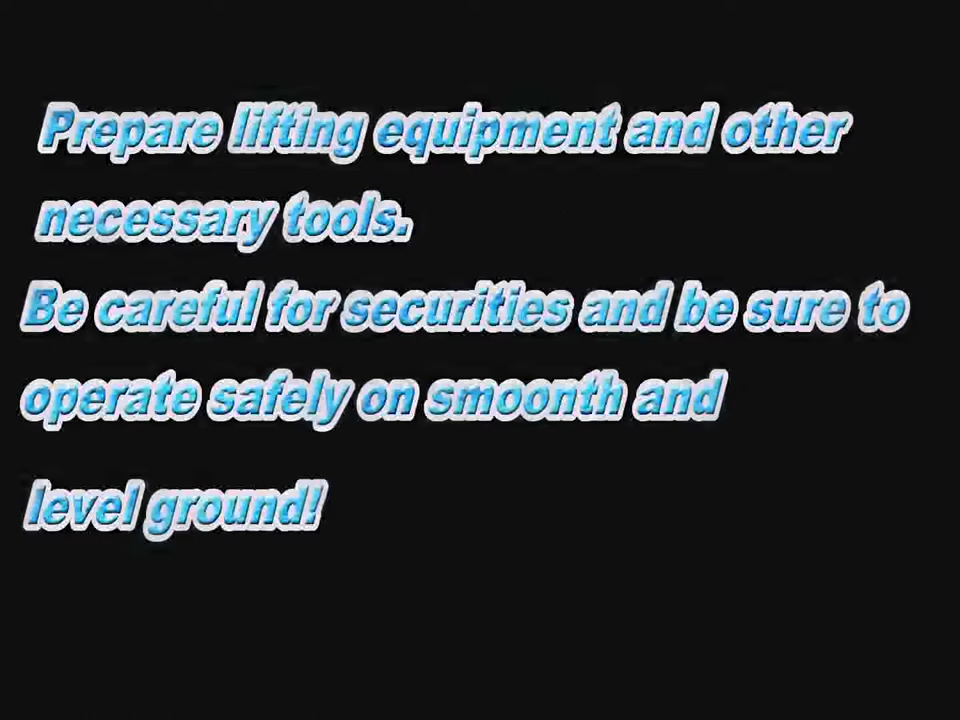 Prepare lifting equipment and other
necessary tools.
Be careful for securities and be sure to
operate safely on smoonth and
level ground!